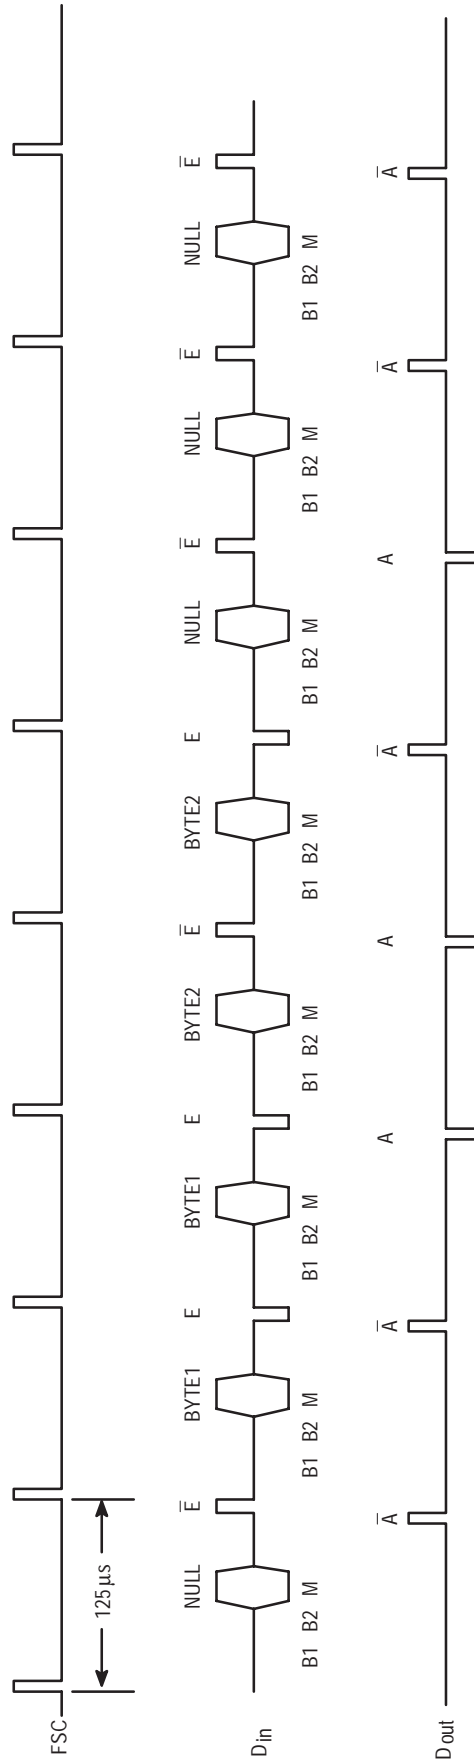 FSC
125 µs
NULL E̅ BYTE1 E BYTE1 E BYTE2 E̅ BYTE2 E NULL E̅ NULL E̅ NULL E̅
Din
B1 B2 M B1 B2 M B1 B2 M B1 B2 M B1 B2 M B1 B2 M B1 B2 M B1 B2 M
A̅ A̅ A A A̅ A A̅ A̅
Dout